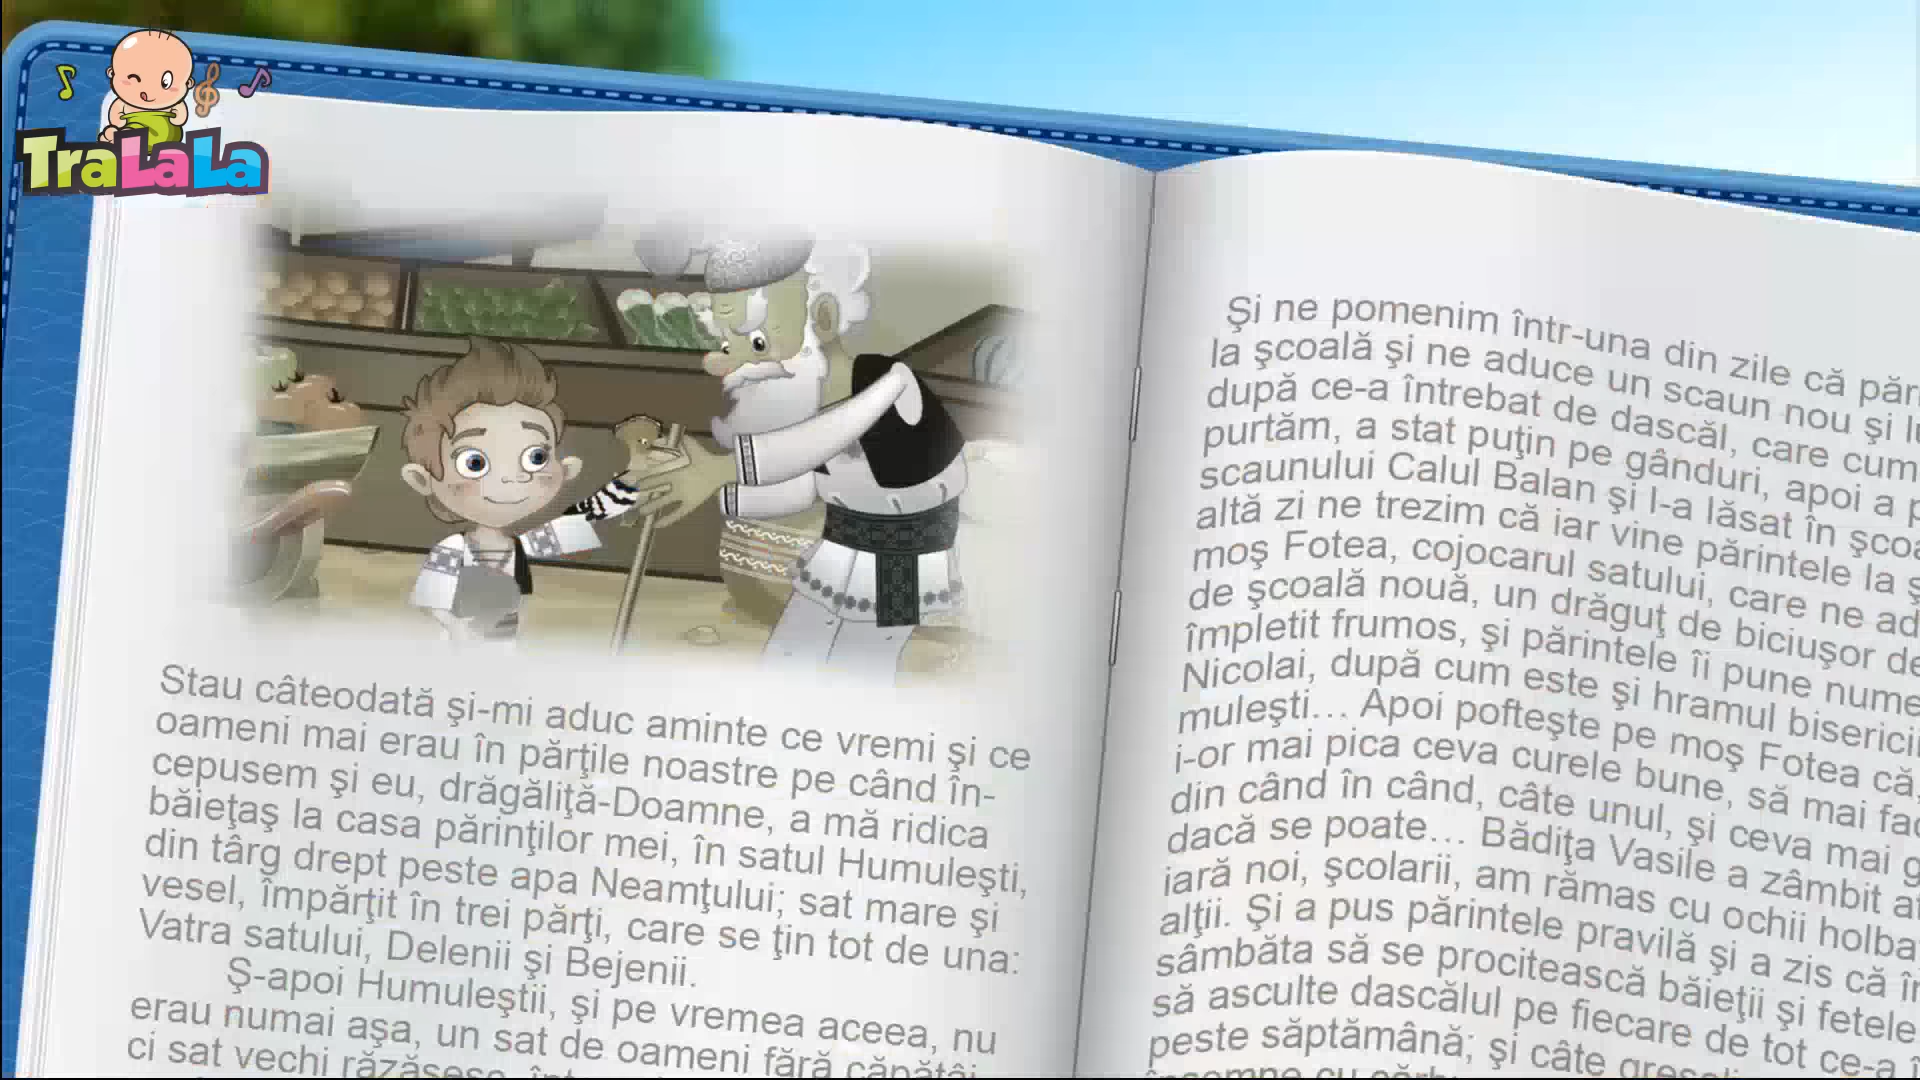 TraLaLa
Stau câteodată şi-mi aduc aminte ce vremi şi ce
oameni mai erau în părţile noastre pe când în-
cepusem şi eu, drăgăliţă-Doamne, a mă ridica
băieţaş la casa părinţilor mei, în satul Humuleşti,
din târg drept peste apa Neamţului; sat mare şi
vesel, împărţit în trei părţi, care se ţin tot de una:
Vatra satului, Delenii şi Bejenii.
Ş-apoi Humuleştii, şi pe vremea aceea, nu
erau numai aşa, un sat de oameni fără căpătâi
ci sat vechi răzăşesc
Şi ne pomenim într-una din zile că
la şcoală şi ne aduce un scaun nou şi
după ce-a întrebat de dascăl, care cum
purtăm, a stat puţin pe gânduri, apoi a
scaunului Calul Balan şi l-a lăsat în
altă zi ne trezim că iar vine părintele la
moş Fotea, cojocarul satului, care ne
de şcoală nouă, un drăguţ de biciuşor
împletit frumos, şi părintele îi pune
Nicolai, după cum este şi hramul
muleşti... Apoi pofteşte pe moş Fotea că,
i-or mai pica ceva curele bune, să mai
din când în când, câte unul, şi ceva mai
dacă se poate... Bădiţa Vasile a zâmbit
iară noi, şcolarii, am rămas cu ochii
alţii. Şi a pus părintele pravilă şi a zis că
sâmbăta să se procitească băieţii şi fetele
să asculte dascălul pe fiecare de tot ce-a
peste săptămână; şi câte